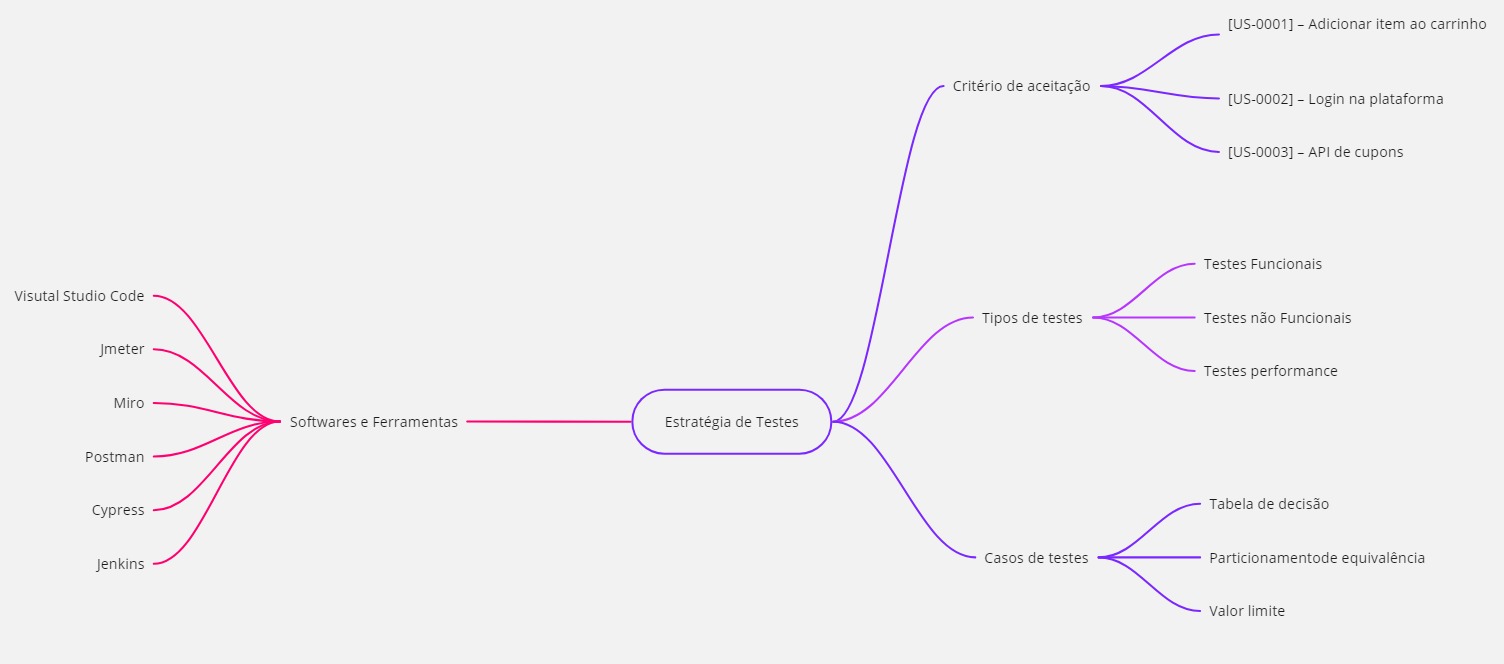 [US-0001] – Adicionar item ao carrinho
Critério de aceitação
[US-0002] – Login na plataforma
[US-0003] – API de cupons
Testes Funcionais
Tipos de testes
Testes não Funcionais
Testes performance
Visutal Studio Code
Jmeter
Miro
Softwares e Ferramentas
Estratégia de Testes
Postman
Cypress
Jenkins
Tabela de decisão
Casos de testes
Particionamentode equivalência
Valor limite